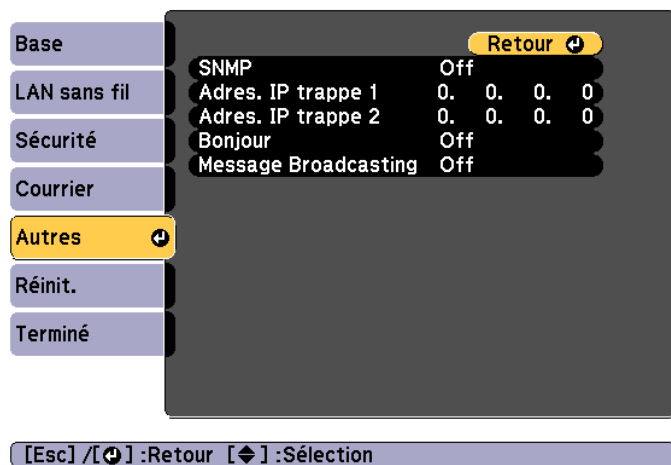 Base
LAN sans fil
Sécurité
Courrier
Autres
Réinit.
Terminé
Retour
SNMP Off
Adres. IP trappe 1 0. 0. 0. 0
Adres. IP trappe 2 0. 0. 0. 0
Bonjour Off
Message Broadcasting Off
[Esc] /[ ] :Retour [ ] :Sélection